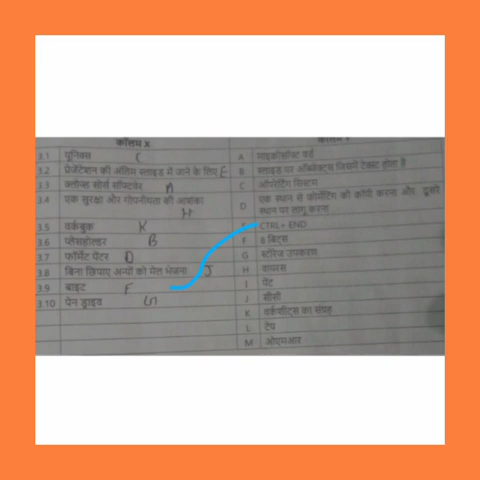 कॉलम X
3.1 यूनिक्स C
3.2 प्रेजेंटेशन की अंतिम स्लाइड में जाने के लिए E
3.3 क्लोज्ड सोर्स सॉफ्टवेर A
3.4 एक सुरक्षा और गोपनीयता की आशंका H
3.5 वर्कबुक K
3.6 प्लेसहोल्डर B
3.7 फॉर्मेट पेंटर D
3.8 बिना छिपाए अन्यों को मेल भेजना J
3.9 बाइट F
3.10 पेन ड्राइव G
A माइक्रोसॉफ्ट वर्ड
B स्लाइड पर ऑब्जेक्ट्स जिसमें टेक्स्ट होता है
C ऑपरेटिंग सिस्टम
D एक स्थान से फोर्मेटिंग की कॉपी करना और दुसरे
स्थान पर लागू करना
E CTRL+ END
F 8 बिट्स
G स्टोरेज उपकरण
H वायरस
I पेंट
J सीसी
K वर्कशीट्स का संग्रह
L टेप
M ओएमआर